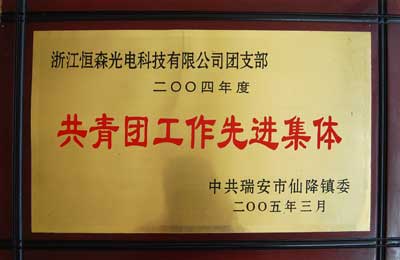 浙江恒森光电科技有限公司团支部
二〇〇四年度
共青团工作先进集体
中共瑞安市仙降镇委
二〇〇五年三月